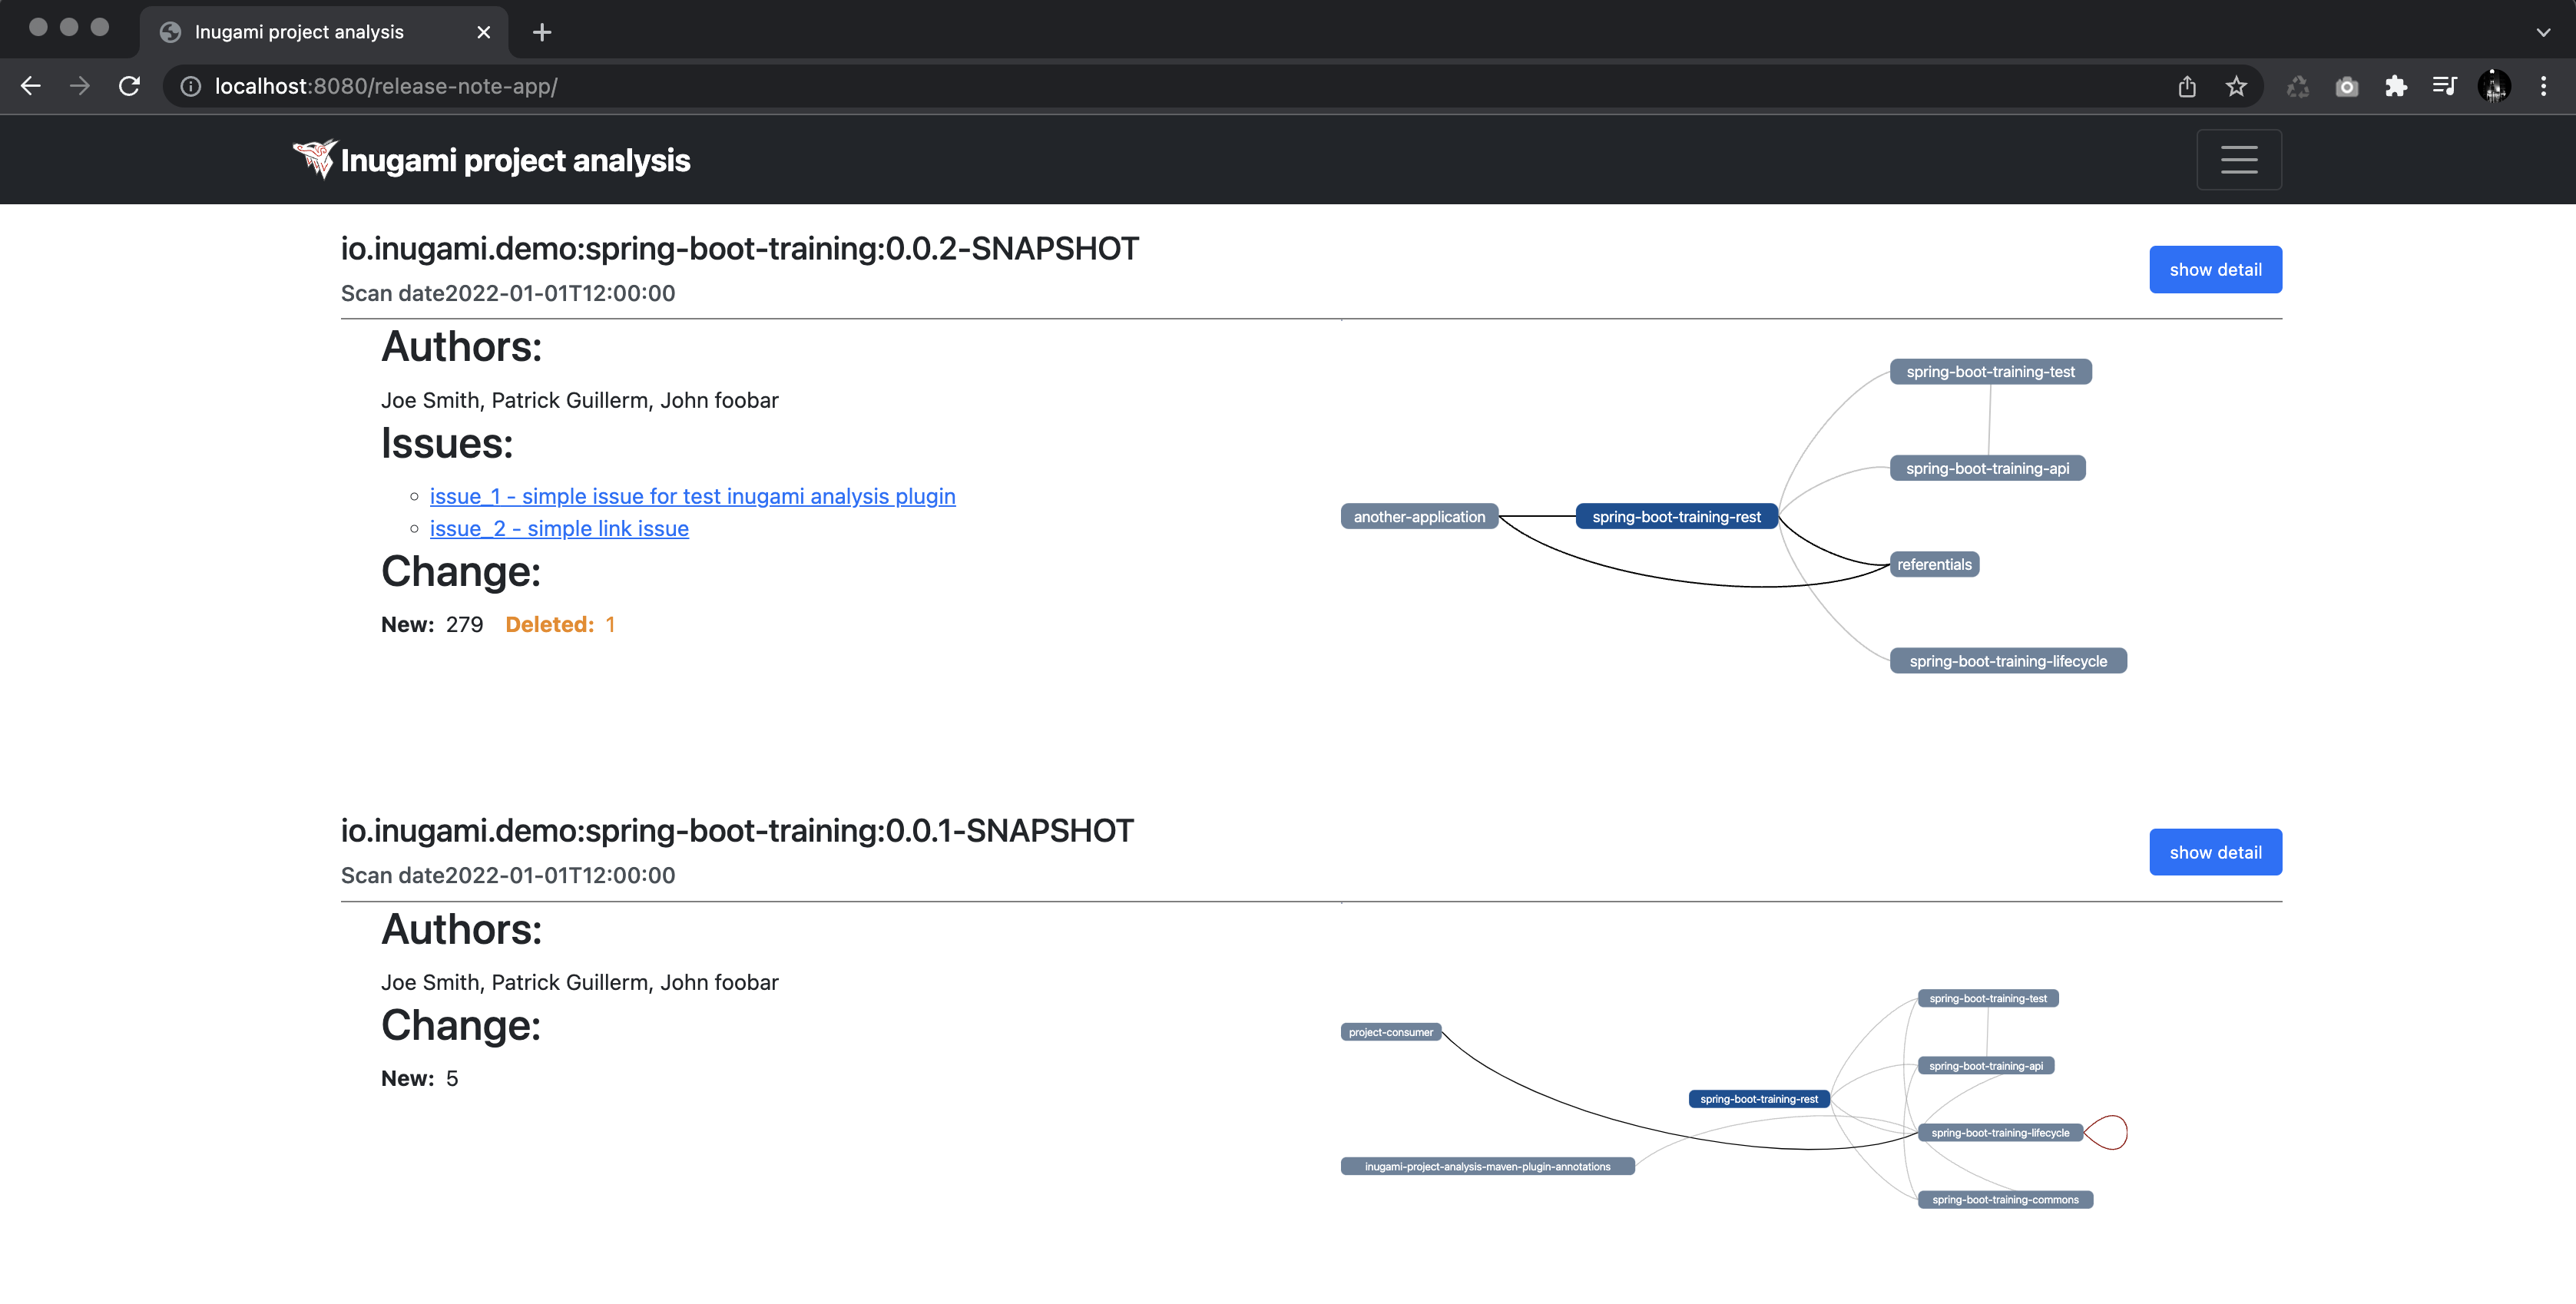 Inugami project analysis
localhost:8080/release-note-app/
Inugami project analysis
io.inugami.demo:spring-boot-training:0.0.2-SNAPSHOT
show detail
Scan date2022-01-01T12:00:00
Authors:
Joe Smith, Patrick Guillerm, John foobar
Issues:
issue_1 - simple issue for test inugami analysis plugin
issue_2 - simple link issue
Change:
New: 279 Deleted: 1
spring-boot-training-test
spring-boot-training-api
another-application
spring-boot-training-rest
referentials
spring-boot-training-lifecycle
io.inugami.demo:spring-boot-training:0.0.1-SNAPSHOT
show detail
Scan date2022-01-01T12:00:00
Authors:
Joe Smith, Patrick Guillerm, John foobar
Change:
New: 5
spring-boot-training-test
project-consumer
spring-boot-training-api
spring-boot-training-rest
spring-boot-training-lifecycle
inugami-project-analysis-maven-plugin-annotations
spring-boot-training-commons